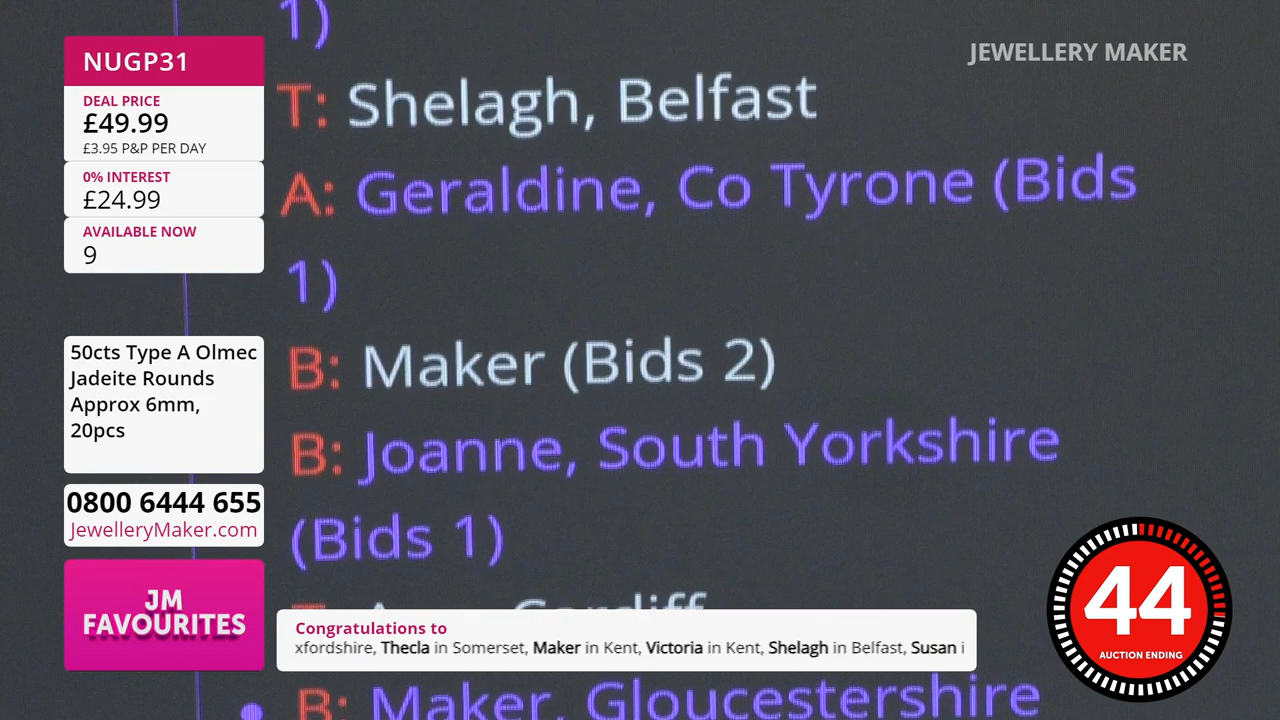 1)
NUGP31
JEWELLERY MAKER
DEAL PRICE
£49.99
£3.95 P&P PER DAY
0% INTEREST
£24.99
AVAILABLE NOW
9
T: Shelagh, Belfast
A: Geraldine, Co Tyrone (Bids
1)
B: Maker (Bids 2)
B: Joanne, South Yorkshire
(Bids 1)
Cardiff
B: Maker, Gloucestershire
50cts Type A Olmec
Jadeite Rounds
Approx 6mm,
20pcs
0800 6444 655
JewelleryMaker.com
JM
FAVOURITES
Congratulations to
xfordshire, Thecla in Somerset, Maker in Kent, Victoria in Kent, Shelagh in Belfast, Susan i
44
AUCTION ENDING